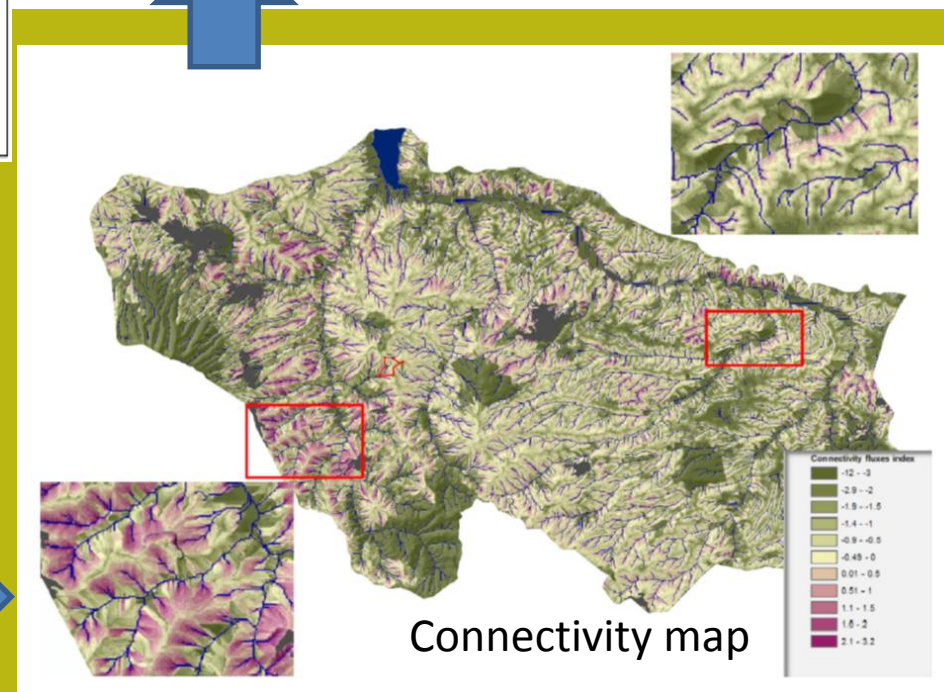 Connectivity fluxes index
-12 - -3
-2.9 - -2
-1.9 - -1.5
-1.4 - -1
-0.9 - -0.5
-0.49 - 0
0.01 - 0.5
0.51 - 1
1.1 - 1.5
1.6 - 2
2.1 - 3.2
Connectivity map